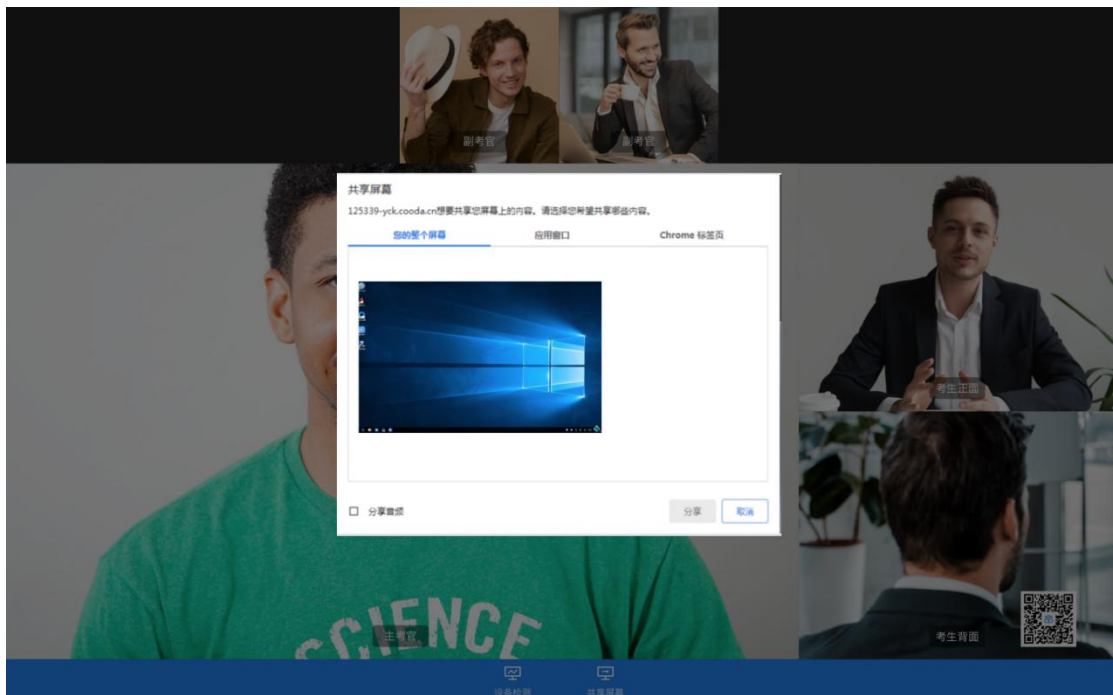 副考官
副考官
共享屏幕
125339-yck.cooda.cn想要共享您屏幕上的内容。请选择您希望共享哪些内容。
您的整个屏幕
应用窗口
Chrome 标签页
考生正面
分享音频
分享
取消
SCIENCE
主考官
考生背面
设备检测
共享屏幕